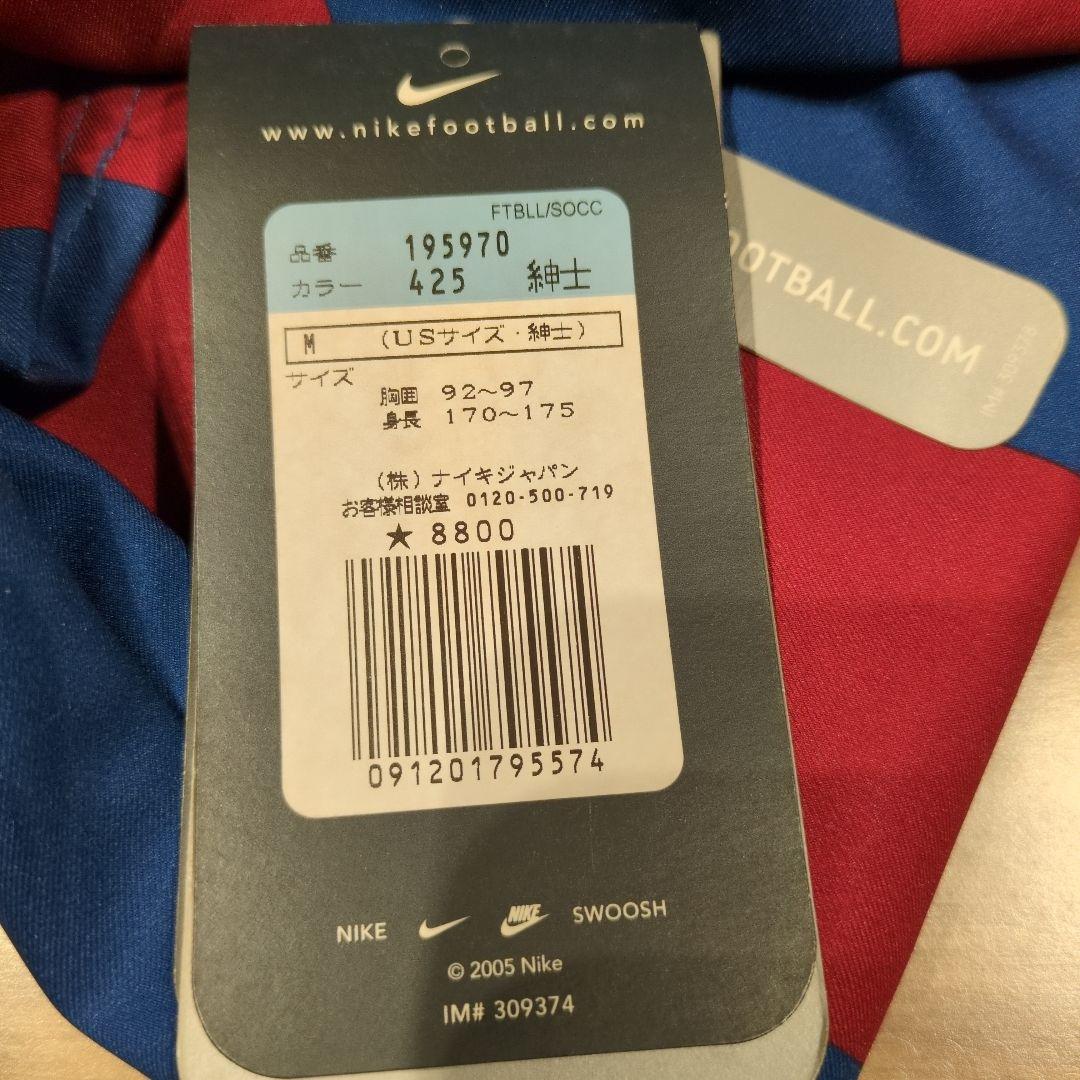 www.nikefootball.com
FTBLL/SOCC
品番 195970
カラー 425 紳士
M (USサイズ・紳士)
サイズ
胸囲 92～97
身長 170～175
(株)ナイキジャパン
お客様相談室 0120-500-719
★8800
091201795574
NIKE NIKE SWOOSH
© 2005 Nike
IM# 309374
OOTBALL.COM